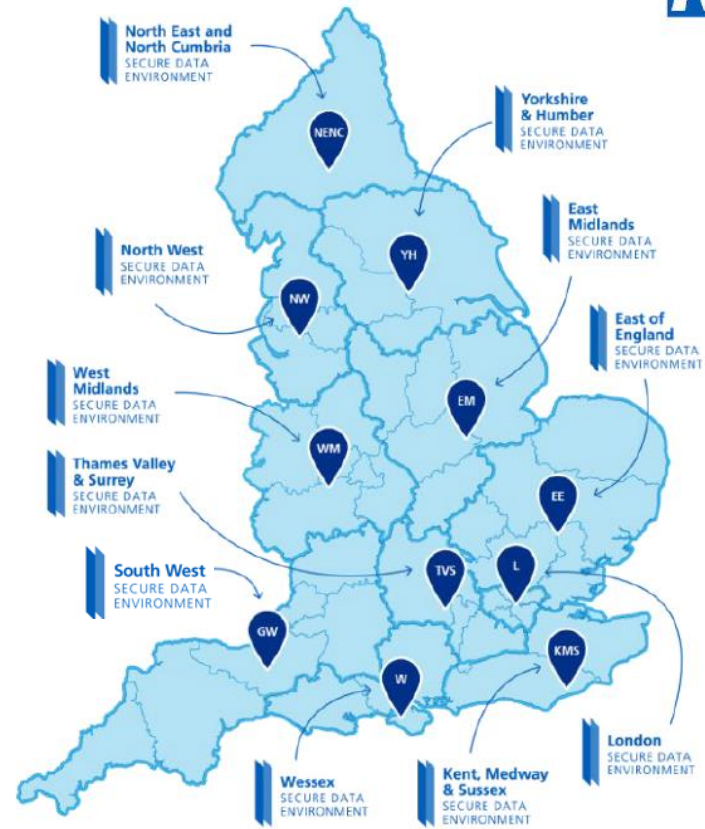 North East and
North Cumbria
SECURE DATA
ENVIRONMENT
NENC
Yorkshire
& Humber
SECURE DATA
ENVIRONMENT
YH
East
Midlands
SECURE DATA
ENVIRONMENT
North West
SECURE DATA
ENVIRONMENT
NW
East of
England
SECURE DATA
ENVIRONMENT
West
Midlands
SECURE DATA
ENVIRONMENT
EM
WM
Thames Valley
& Surrey
SECURE DATA
ENVIRONMENT
EE
South West
SECURE DATA
ENVIRONMENT
TVS
L
GW
KMS
W
London
SECURE DATA
ENVIRONMENT
Wessex
SECURE DATA
ENVIRONMENT
Kent, Medway
& Sussex
SECURE DATA
ENVIRONMENT